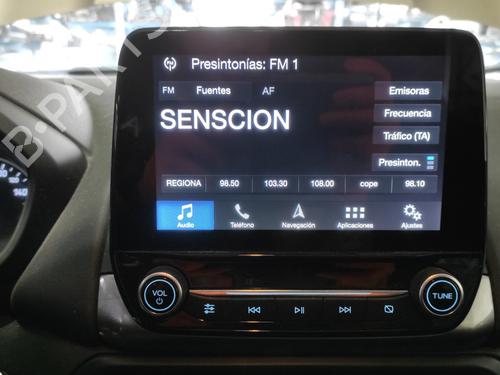 Presintonías: FM 1
FM Fuentes AF Emisoras
SENSCION
Frecuencia
Tráfico (TA)
Presinton.
REGIONA 98.50 103.30 108.00 cope 98.10
Audio Teléfono Navegación Aplicaciones Ajustes
VOL TUNE
140
B-PARTS